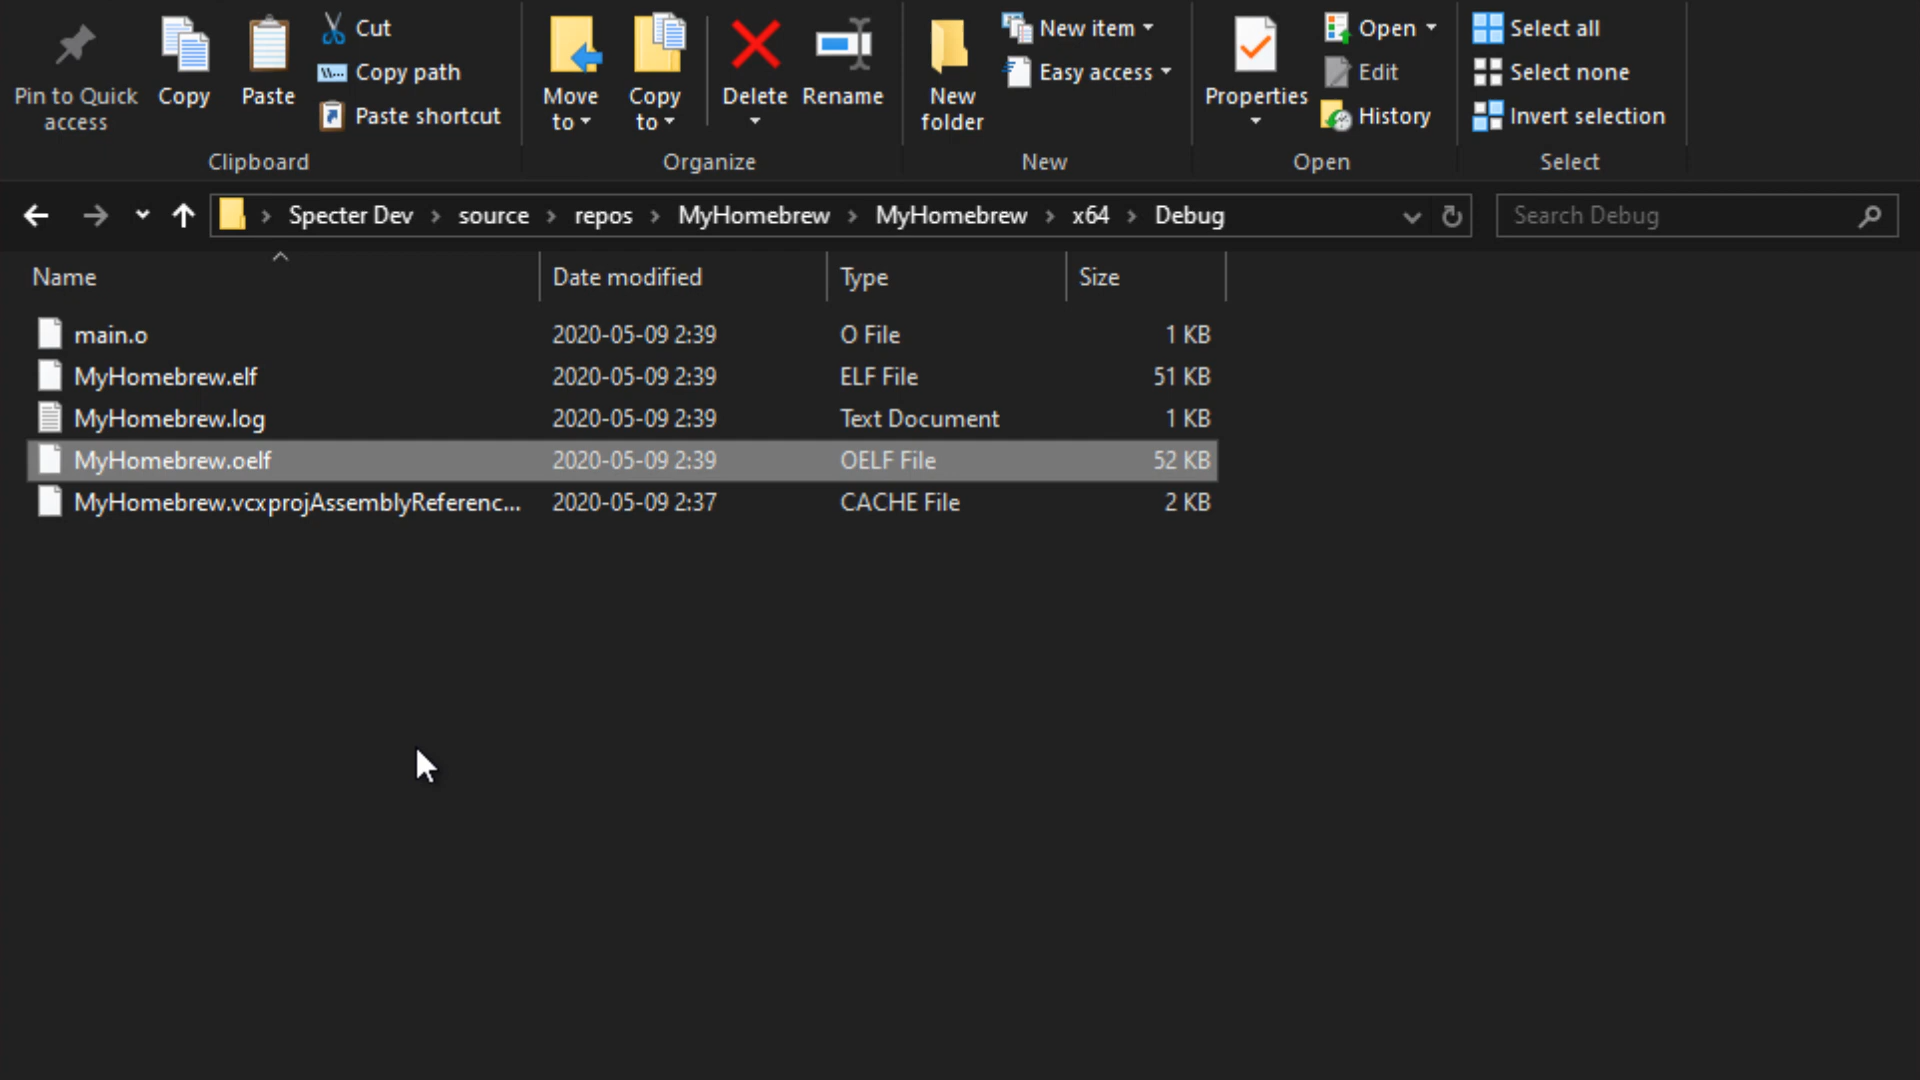 Pin to Quick
access
Copy
Paste
Cut
Copy path
Paste shortcut
Clipboard
Move
to
Copy
to
Delete
Rename
Organize
New
folder
New item
Easy access
New
Properties
Open
Edit
History
Open
Select all
Select none
Invert selection
Select
Specter Dev > source > repos > MyHomebrew > MyHomebrew > x64 > Debug
Search Debug
Name Date modified Type Size
main.o 2020-05-09 2:39 O File 1 KB
MyHomebrew.elf 2020-05-09 2:39 ELF File 51 KB
MyHomebrew.log 2020-05-09 2:39 Text Document 1 KB
MyHomebrew.oelf 2020-05-09 2:39 OELF File 52 KB
MyHomebrew.vcxprojAssemblyReferenc... 2020-05-09 2:37 CACHE File 2 KB